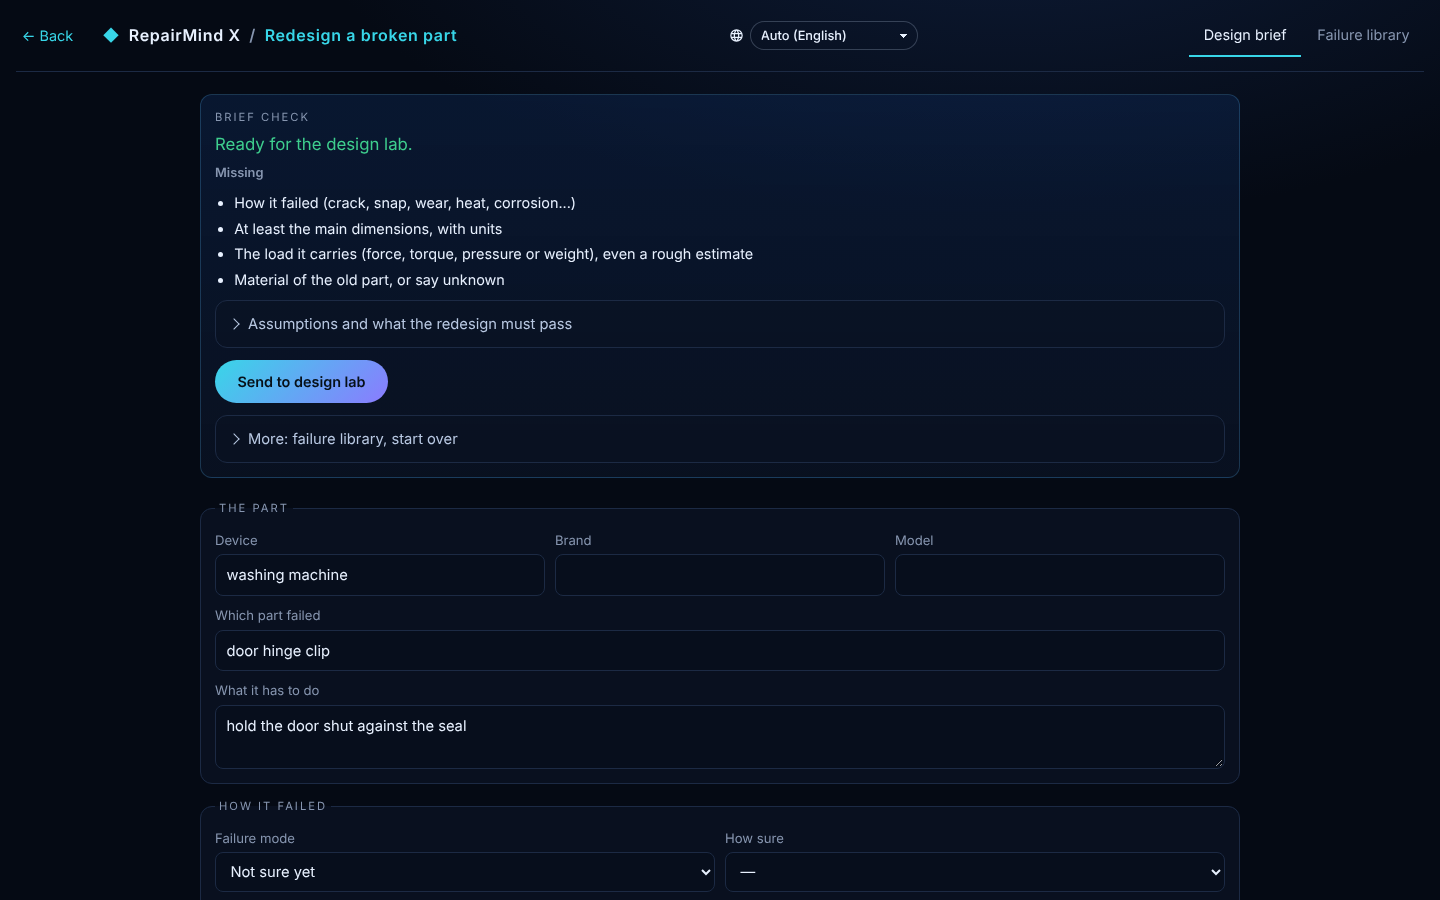 ← Back
RepairMind X / Redesign a broken part
Auto (English)
Design brief
Failure library
BRIEF CHECK
Ready for the design lab.
Missing
• How it failed (crack, snap, wear, heat, corrosion...)
• At least the main dimensions, with units
• The load it carries (force, torque, pressure or weight), even a rough estimate
• Material of the old part, or say unknown
Assumptions and what the redesign must pass
Send to design lab
More: failure library, start over
THE PART
Device
Brand
Model
washing machine
Which part failed
door hinge clip
What it has to do
hold the door shut against the seal
HOW IT FAILED
Failure mode
How sure
Not sure yet
—